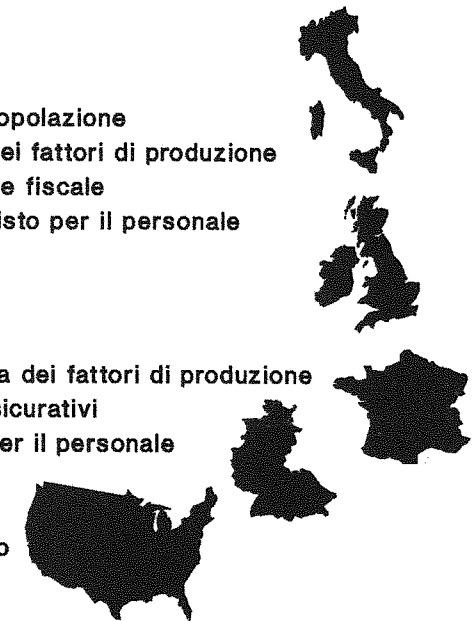 opolazione
ei fattori di produzione
e fiscale
isto per il personale
a dei fattori di produzione
sicurativi
er il personale
o